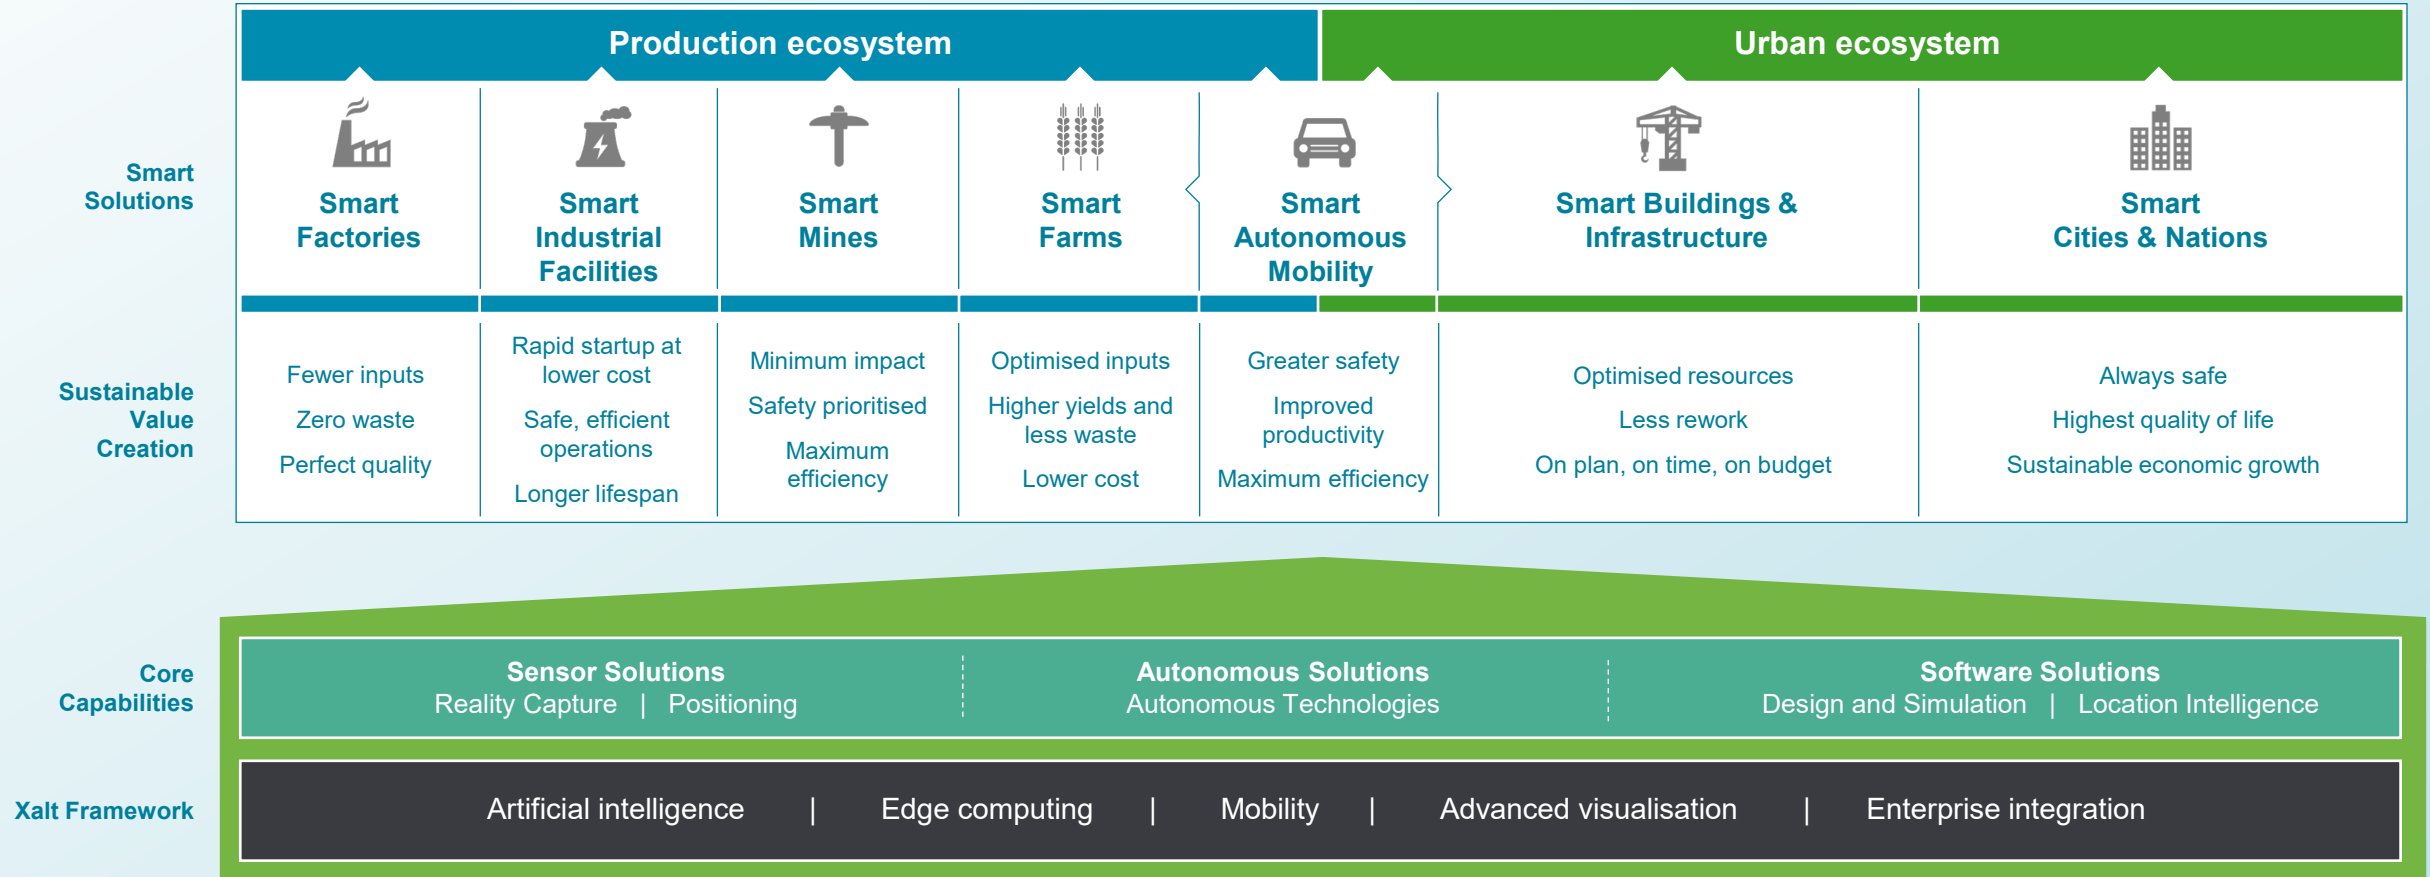 Production ecosystem
Urban ecosystem
Smart
Solutions
Smart
Factories
Smart
Industrial
Facilities
Smart
Mines
Smart
Farms
Smart
Autonomous
Mobility
Smart Buildings &
Infrastructure
Smart
Cities & Nations
Sustainable
Value
Creation
Fewer inputs
Zero waste
Perfect quality
Rapid startup at
lower cost
Safe, efficient
operations
Longer lifespan
Minimum impact
Safety prioritised
Maximum
efficiency
Optimised inputs
Higher yields and
less waste
Lower cost
Greater safety
Improved
productivity
Maximum efficiency
Optimised resources
Less rework
On plan, on time, on budget
Always safe
Highest quality of life
Sustainable economic growth
Core
Capabilities
Sensor Solutions
Reality Capture | Positioning
Autonomous Solutions
Autonomous Technologies
Software Solutions
Design and Simulation | Location Intelligence
Xalt Framework
Artificial intelligence | Edge computing | Mobility | Advanced visualisation | Enterprise integration